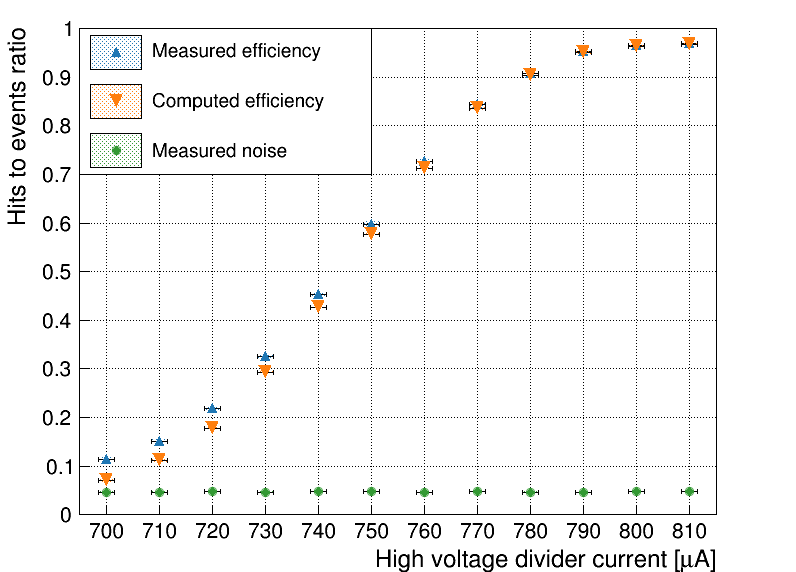 Hits to events ratio
1
0.9
0.8
0.7
0.6
0.5
0.4
0.3
0.2
0.1
0
Measured efficiency
Computed efficiency
Measured noise
700 710 720 730 740 750 760 770 780 790 800 810
High voltage divider current [μA]